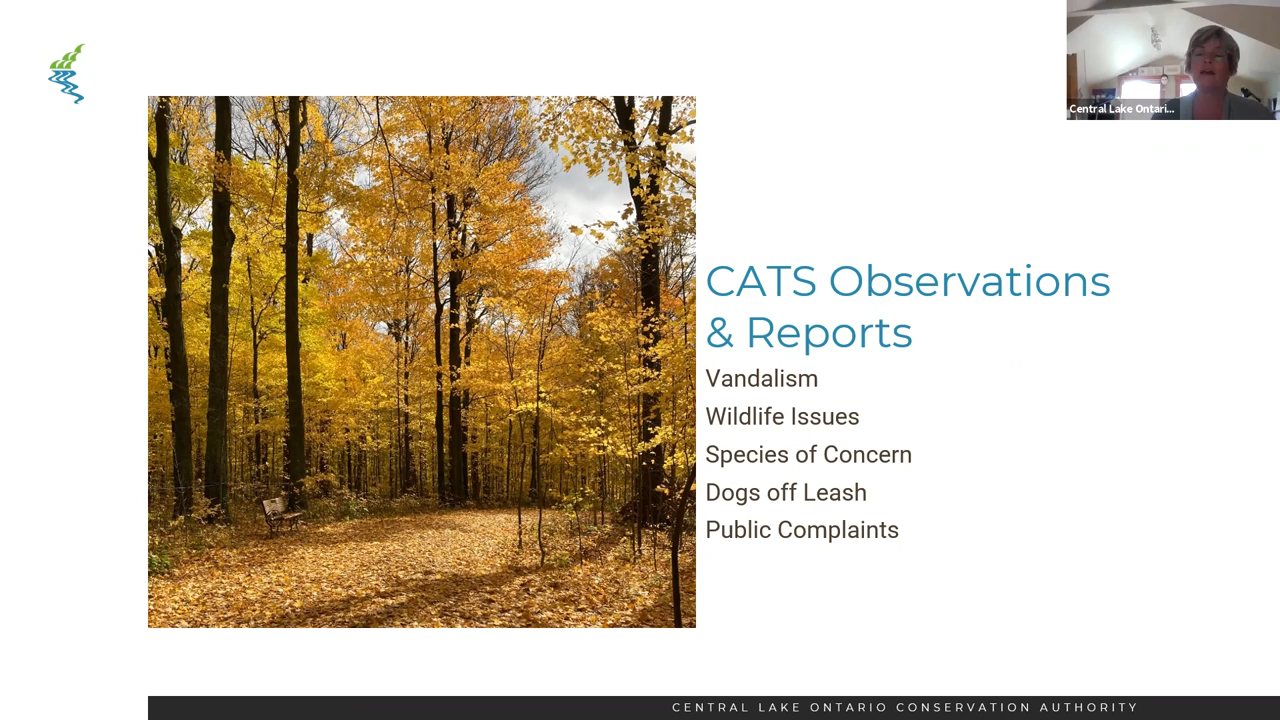 Central Lake Ontari...
CATS Observations
& Reports
Vandalism
Wildlife Issues
Species of Concern
Dogs off Leash
Public Complaints
CENTRAL LAKE ONTARIO CONSERVATION AUTHORITY